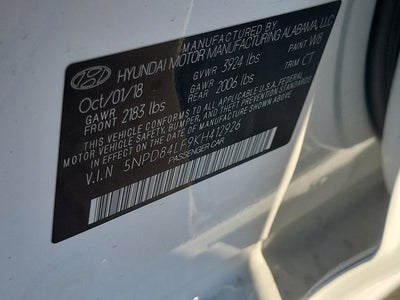 MANUFACTURED BY
HYUNDAI MOTOR MANUFACTURING ALABAMA, LLC
Oct/01/18 GVWR 3924 lbs PAINT W8
GAWR FRONT 2183 lbs GAWR REAR 2006 lbs TRIM CT
THIS VEHICLE CONFORMS TO ALL APPLICABLE U.S.A. FEDERAL
MOTOR VEHICLE SAFETY, BUMPER & THEFT PREVENTION STANDARDS
IN EFFECT ON THE DATE OF MANUFACTURE SHOWN ABOVE.
V.I.N 5NPD84LF9KH412926
PASSENGER CAR